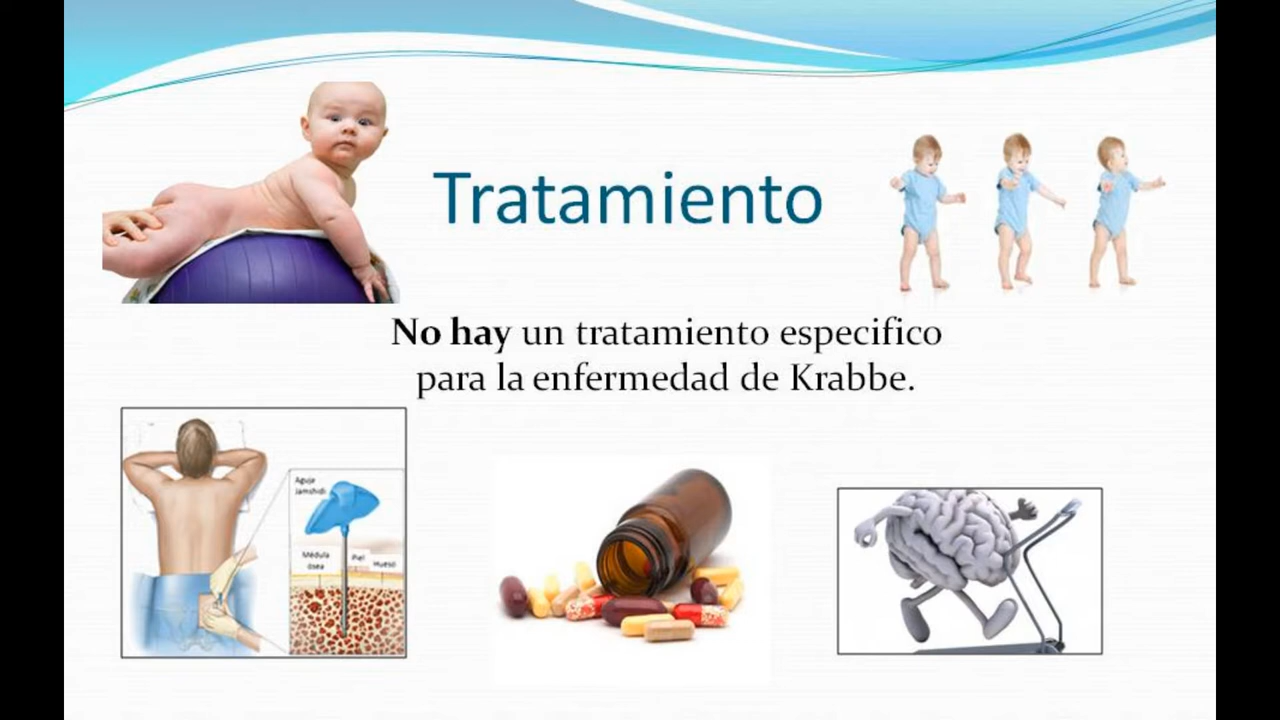 Tratamiento
No hay un tratamiento especifico
para la enfermedad de Krabbe.
Aguja
Jamshidi
Médula
ósea
Piel
Hueso